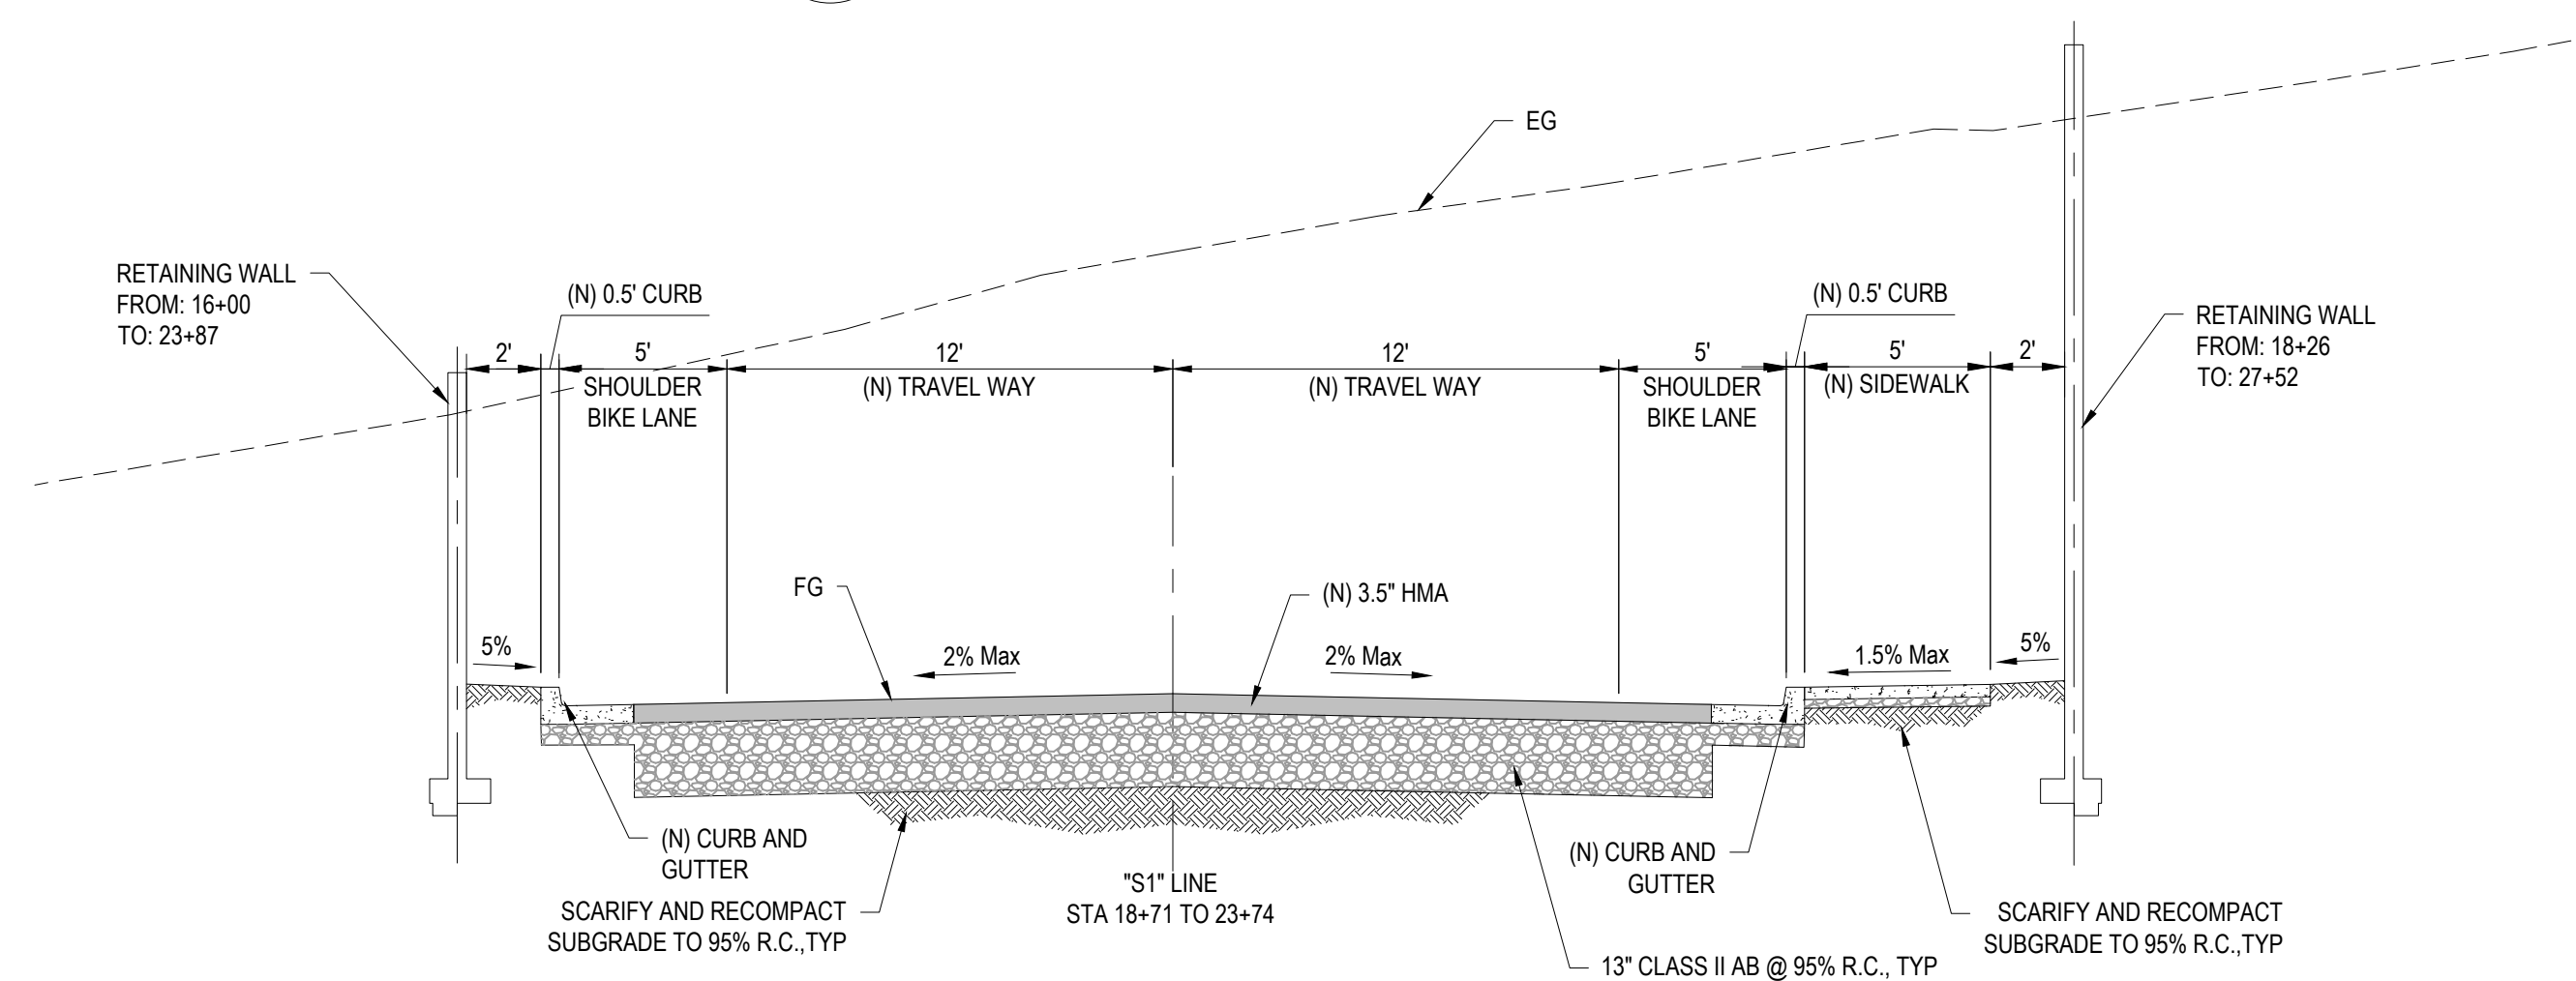 EG
RETAINING WALL
FROM: 16+00
TO: 23+87
(N) 0.5' CURB
(N) 0.5' CURB
RETAINING WALL
FROM: 18+26
TO: 27+52
2'
5'
12'
12'
5'
5'
2'
SHOULDER
BIKE LANE
(N) TRAVEL WAY
(N) TRAVEL WAY
SHOULDER
BIKE LANE
(N) SIDEWALK
FG
(N) 3.5" HMA
5%
2% Max
2% Max
1.5% Max
5%
(N) CURB AND
GUTTER
SCARIFY AND RECOMPACT
SUBGRADE TO 95% R.C.,TYP
"S1" LINE
STA 18+71 TO 23+74
(N) CURB AND
GUTTER
13" CLASS II AB @ 95% R.C., TYP
SCARIFY AND RECOMPACT
SUBGRADE TO 95% R.C.,TYP